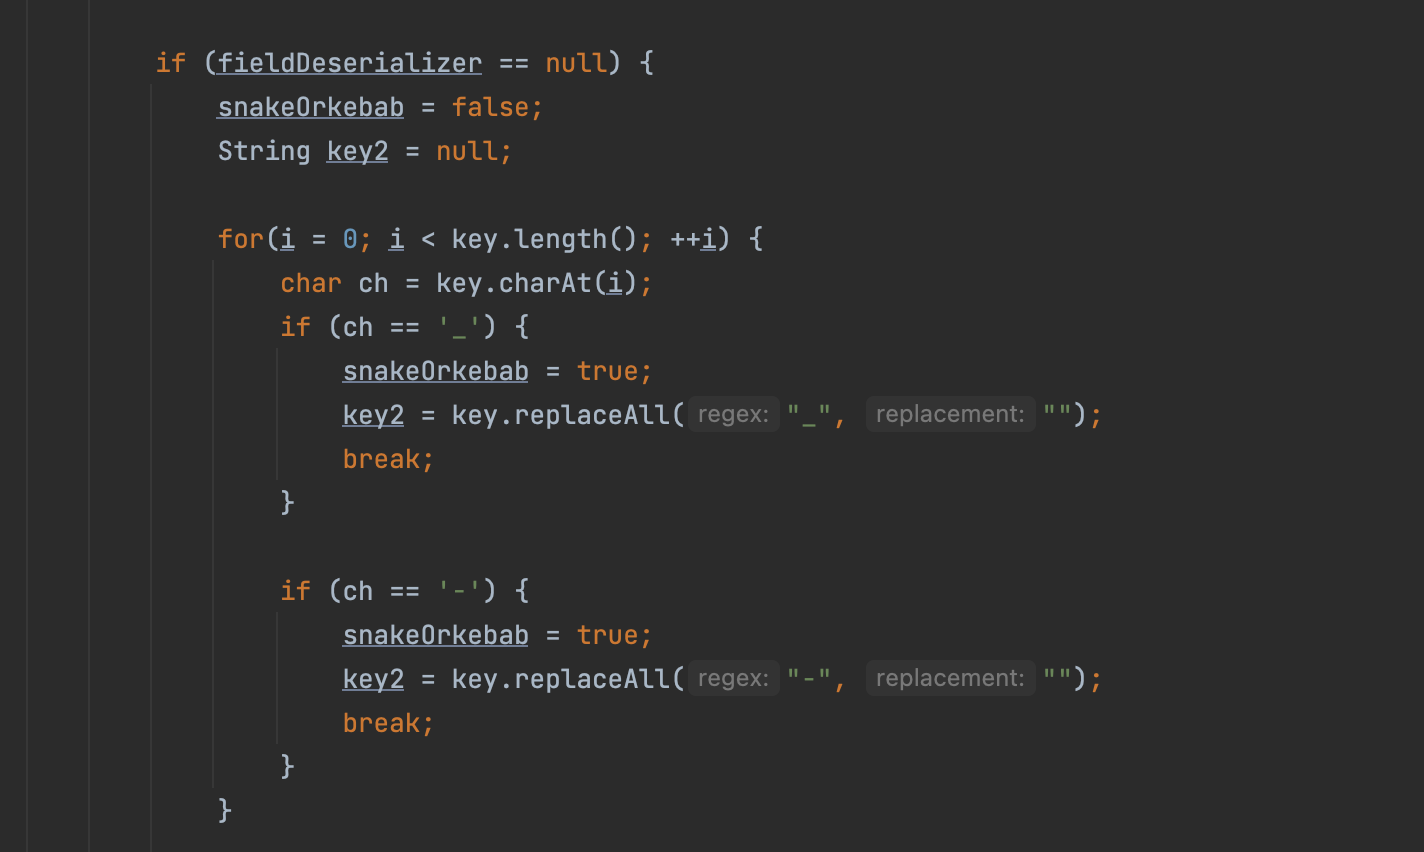 if (fieldDeserializer == null) {
snakeOrkebab = false;
String key2 = null;
for(i = 0; i < key.length(); ++i) {
char ch = key.charAt(i);
if (ch == '_') {
snakeOrkebab = true;
key2 = key.replaceAll( regex: "_", replacement: "");
break;
}
if (ch == '-') {
snakeOrkebab = true;
key2 = key.replaceAll( regex: "-", replacement: "");
break;
}
}